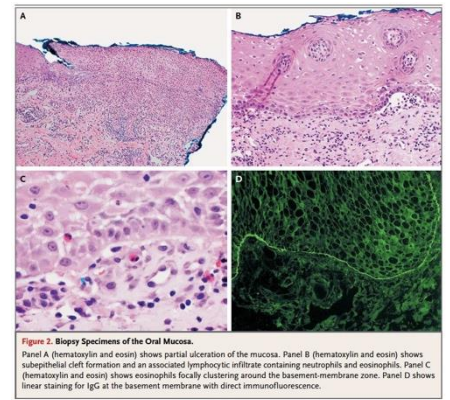 A
B
C
D
Figure 2. Biopsy Specimens of the Oral Mucosa.
Panel A (hematoxylin and eosin) shows partial ulceration of the mucosa. Panel B (hematoxylin and eosin) shows
subepithelial cleft formation and an associated lymphocytic infiltrate containing neutrophils and eosinophils. Panel C
(hematoxylin and eosin) shows eosinophils focally clustering around the basement-membrane zone. Panel D shows
linear staining for IgG at the basement membrane with direct immunofluorescence.